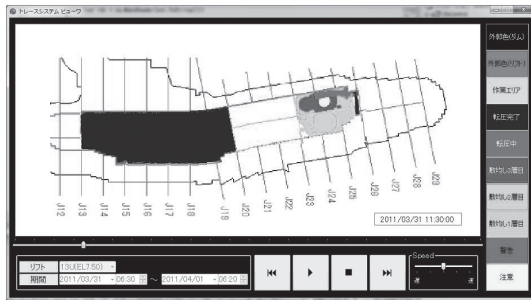 トレースシステム ビューワ
外部色(リム)
外部色(リフト)
作業エリア
転圧完了
転圧中
敷均し3層目
敷均し2層目
敷均し1層目
警告
注意
J12
J13
J14
J15
J16
J17
J18
J19
J20
J21
J22
J23
J24
J25
J26
J27
J28
J29
2011/03/31 11:30:00
リフト 13U(EL7.50)
期間 2011/03/31 - 06:30 ~ 2011/04/01 - 06:20
Speed
遅 速